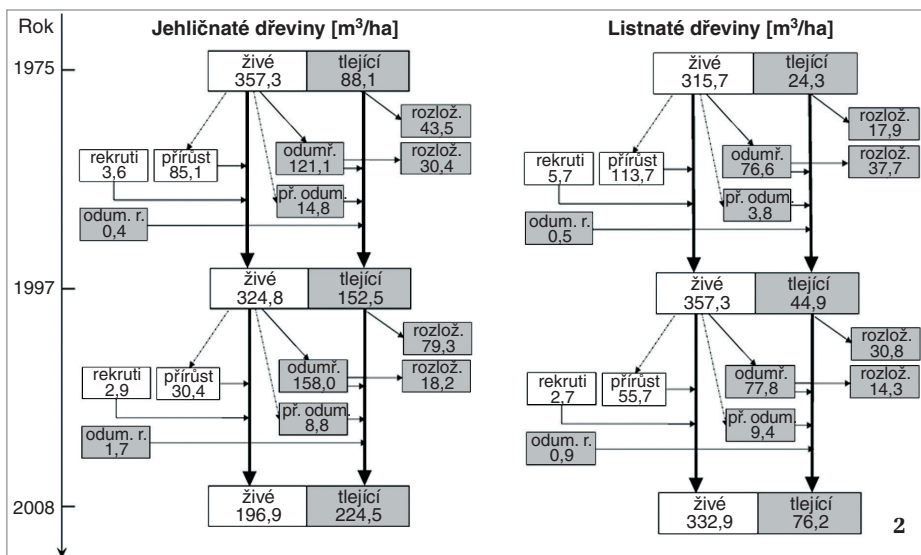 Rok
Jehličnaté dřeviny [m³/ha]
Listnaté dřeviny [m³/ha]
1975
živé
357,3
tlející
88,1
rozlož.
43,5
rekruti
3,6
přírůst
85,1
odumř.
121,1
rozlož.
30,4
př. odum.
14,8
odum. r.
0,4
živé
315,7
tlející
24,3
rozlož.
17,9
rekruti
5,7
přírůst
113,7
odumř.
76,6
rozlož.
37,7
př. odum.
3,8
odum. r.
0,5
1997
živé
324,8
tlející
152,5
rozlož.
79,3
rekruti
2,9
přírůst
30,4
odumř.
158,0
rozlož.
18,2
př. odum.
8,8
odum. r.
1,7
živé
357,3
tlející
44,9
rozlož.
30,8
rekruti
2,7
přírůst
55,7
odumř.
77,8
rozlož.
14,3
př. odum.
9,4
odum. r.
0,9
2008
živé
196,9
tlející
224,5
živé
332,9
tlející
76,2
2